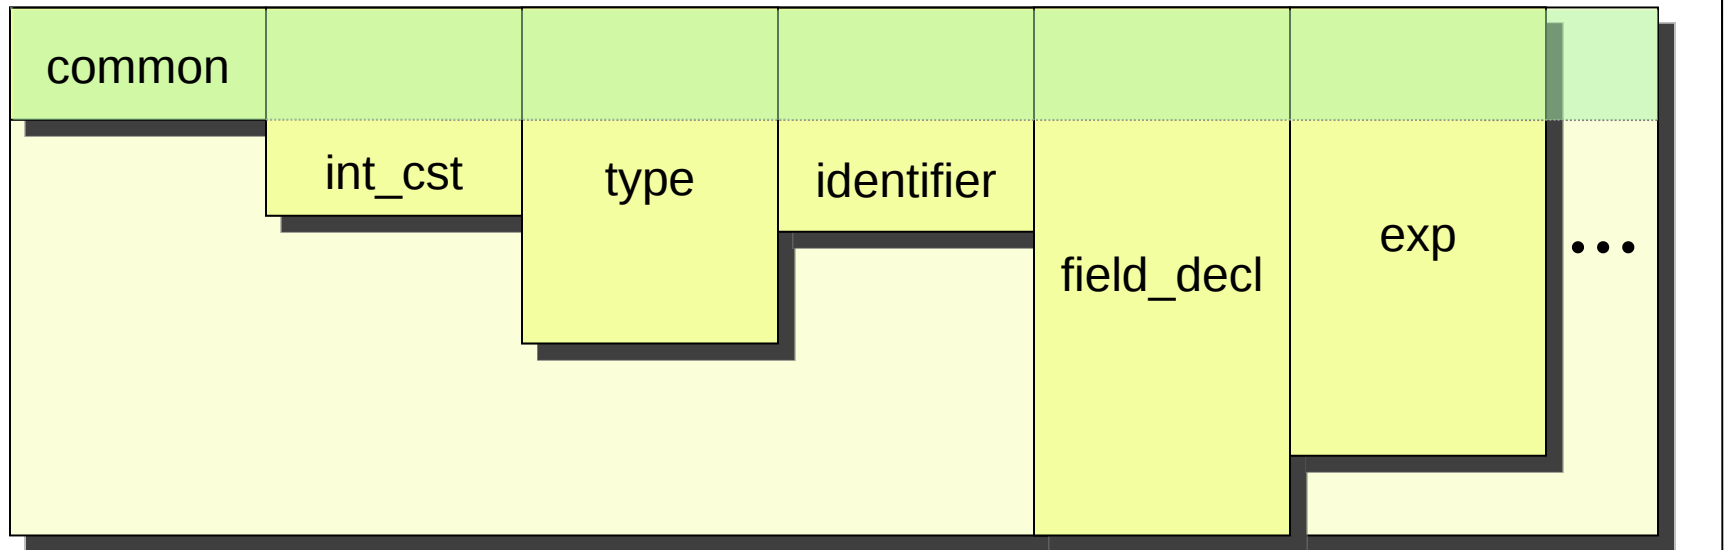 common
int_cst
type
identifier
field_decl
exp
...